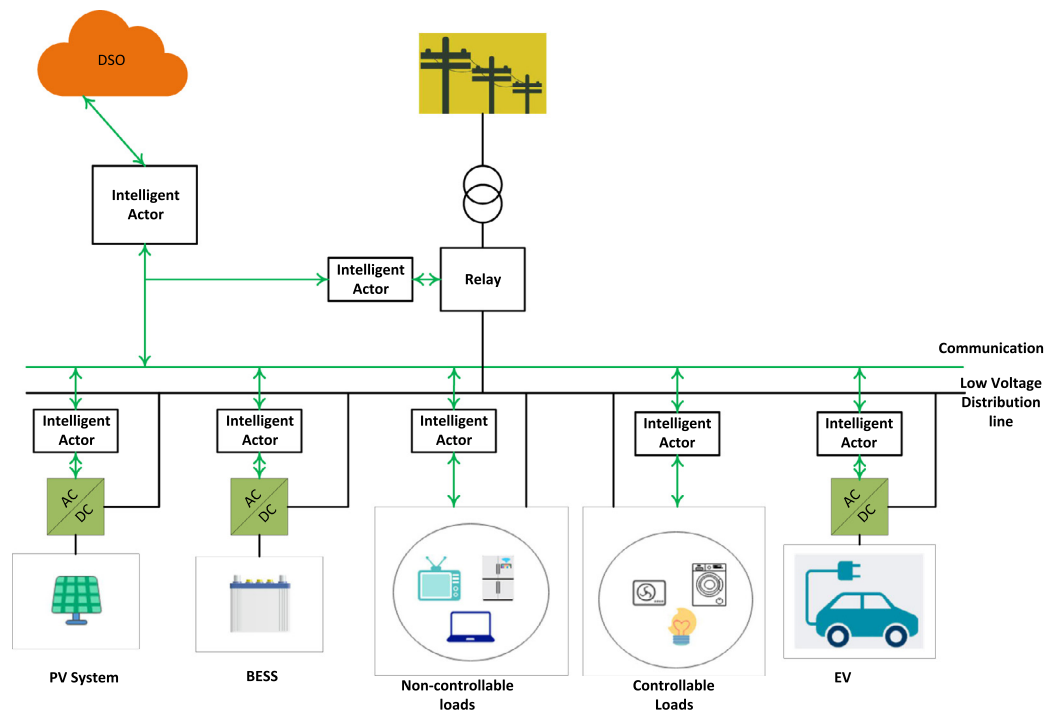 DSO
Intelligent
Actor
Intelligent
Actor
Relay
Communication
Low Voltage
Distribution
line
Intelligent
Actor
Intelligent
Actor
Intelligent
Actor
Intelligent
Actor
Intelligent
Actor
AC
DC
AC
DC
AC
DC
PV System
BESS
Non-controllable
loads
Controllable
Loads
EV